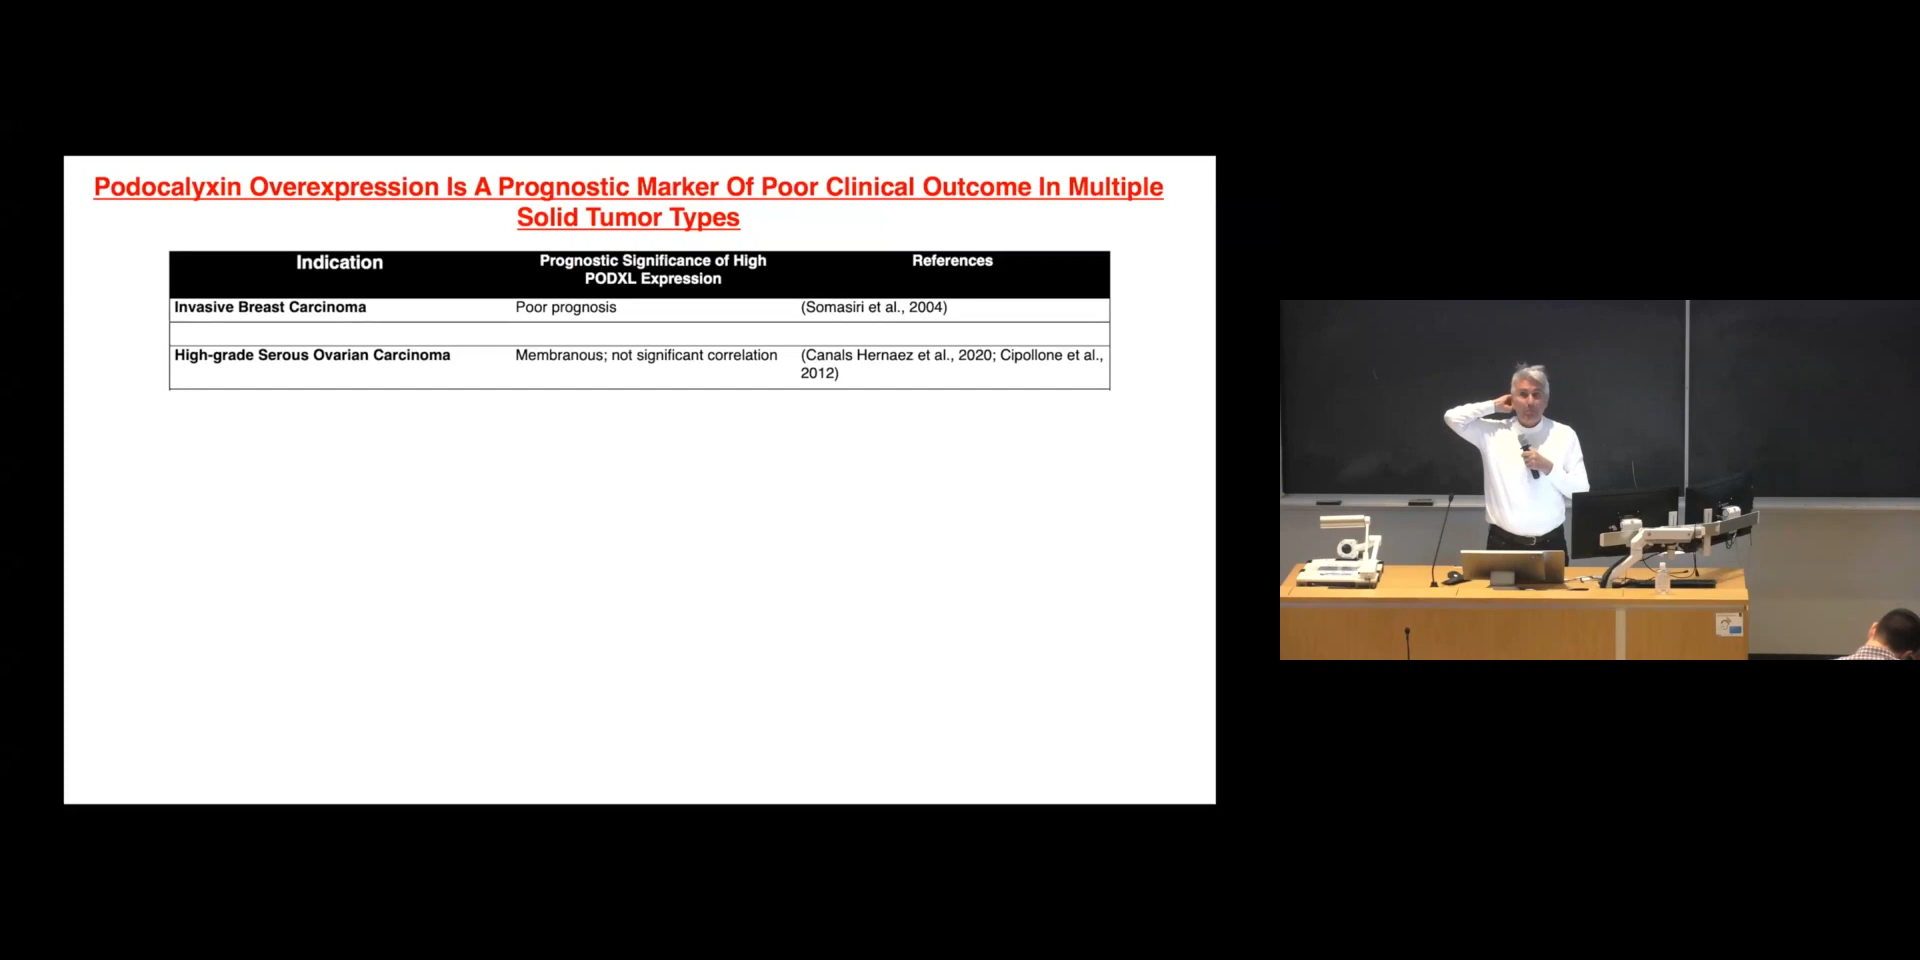 Podocalyxin Overexpression Is A Prognostic Marker Of Poor Clinical Outcome In Multiple
Solid Tumor Types
Indication
Prognostic Significance of High
PODXL Expression
References
Invasive Breast Carcinoma
Poor prognosis
(Somasiri et al., 2004)
High-grade Serous Ovarian Carcinoma
Membranous; not significant correlation
(Canals Hernaez et al., 2020; Cipollone et al.,
2012)